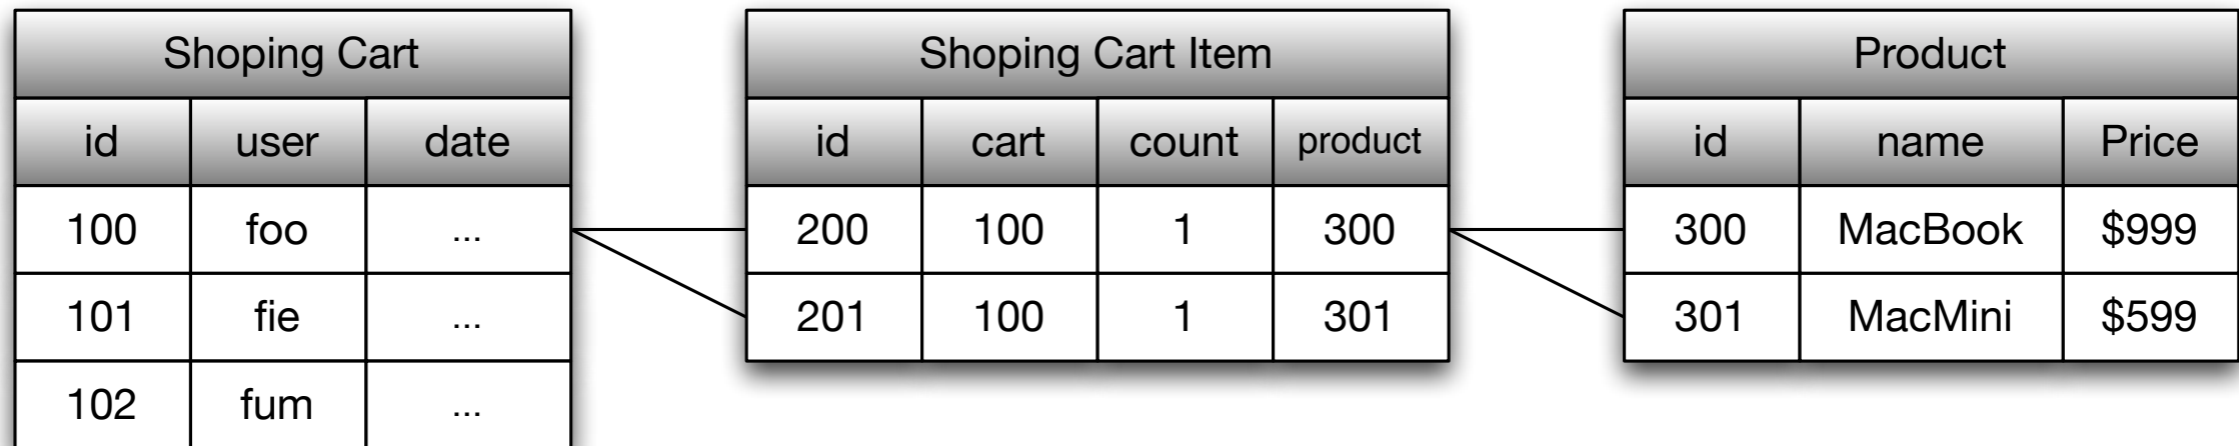 Shoping Cart
id user date
100 foo ...
101 fie ...
102 fum ...
Shoping Cart Item
id cart count product
200 100 1 300
201 100 1 301
Product
id name Price
300 MacBook $999
301 MacMini $599